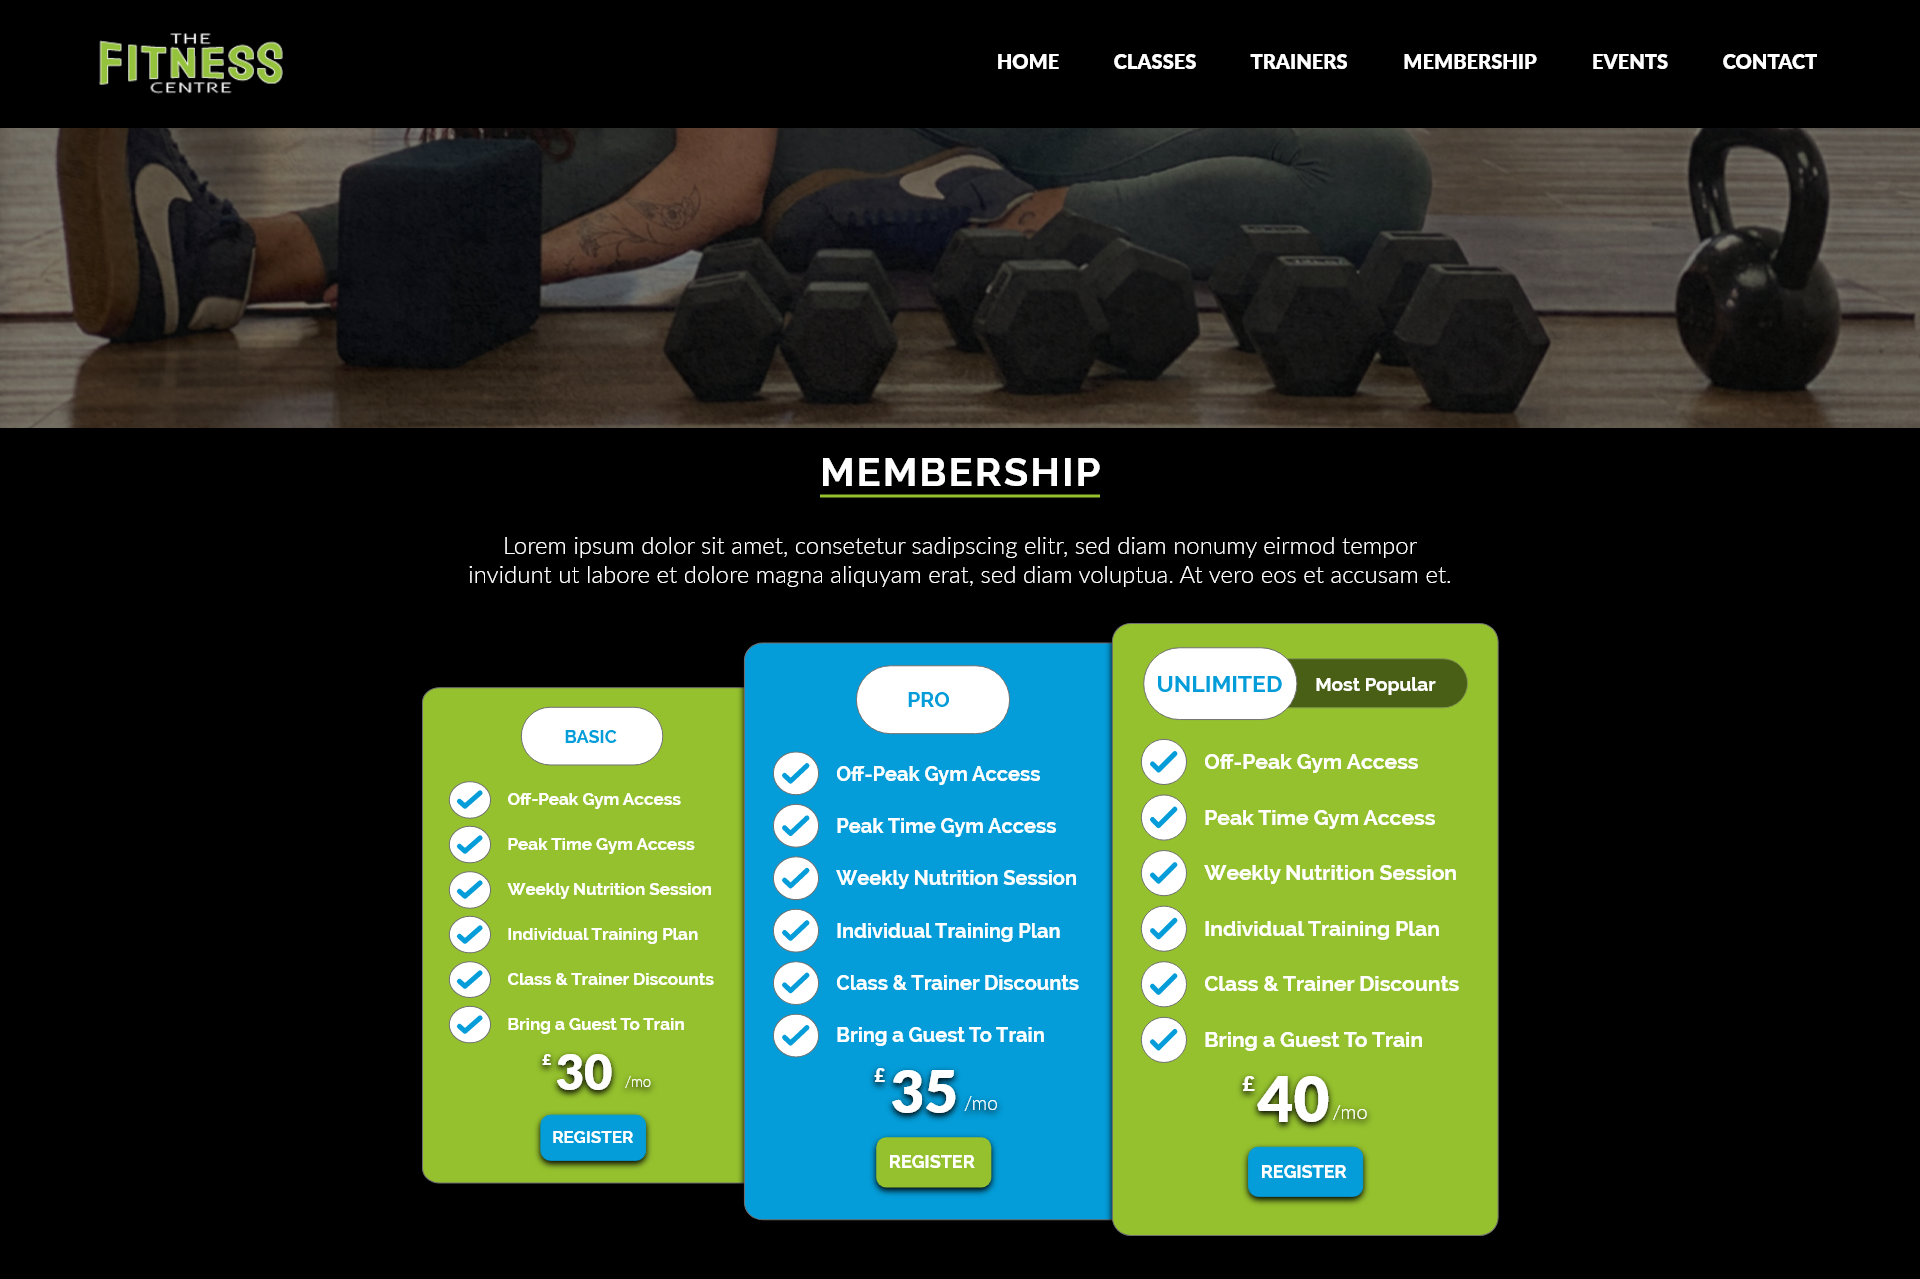 THE
FITNESS
CENTRE
HOME CLASSES TRAINERS MEMBERSHIP EVENTS CONTACT
MEMBERSHIP
Lorem ipsum dolor sit amet, consetetur sadipscing elitr, sed diam nonumy eirmod tempor
invidunt ut labore et dolore magna aliquyam erat, sed diam voluptua. At vero eos et accusam et.
BASIC
Off-Peak Gym Access
Peak Time Gym Access
Weekly Nutrition Session
Individual Training Plan
Class & Trainer Discounts
Bring a Guest To Train
£30 /mo
REGISTER
PRO
Off-Peak Gym Access
Peak Time Gym Access
Weekly Nutrition Session
Individual Training Plan
Class & Trainer Discounts
Bring a Guest To Train
£35 /mo
REGISTER
UNLIMITED Most Popular
Off-Peak Gym Access
Peak Time Gym Access
Weekly Nutrition Session
Individual Training Plan
Class & Trainer Discounts
Bring a Guest To Train
£40 /mo
REGISTER